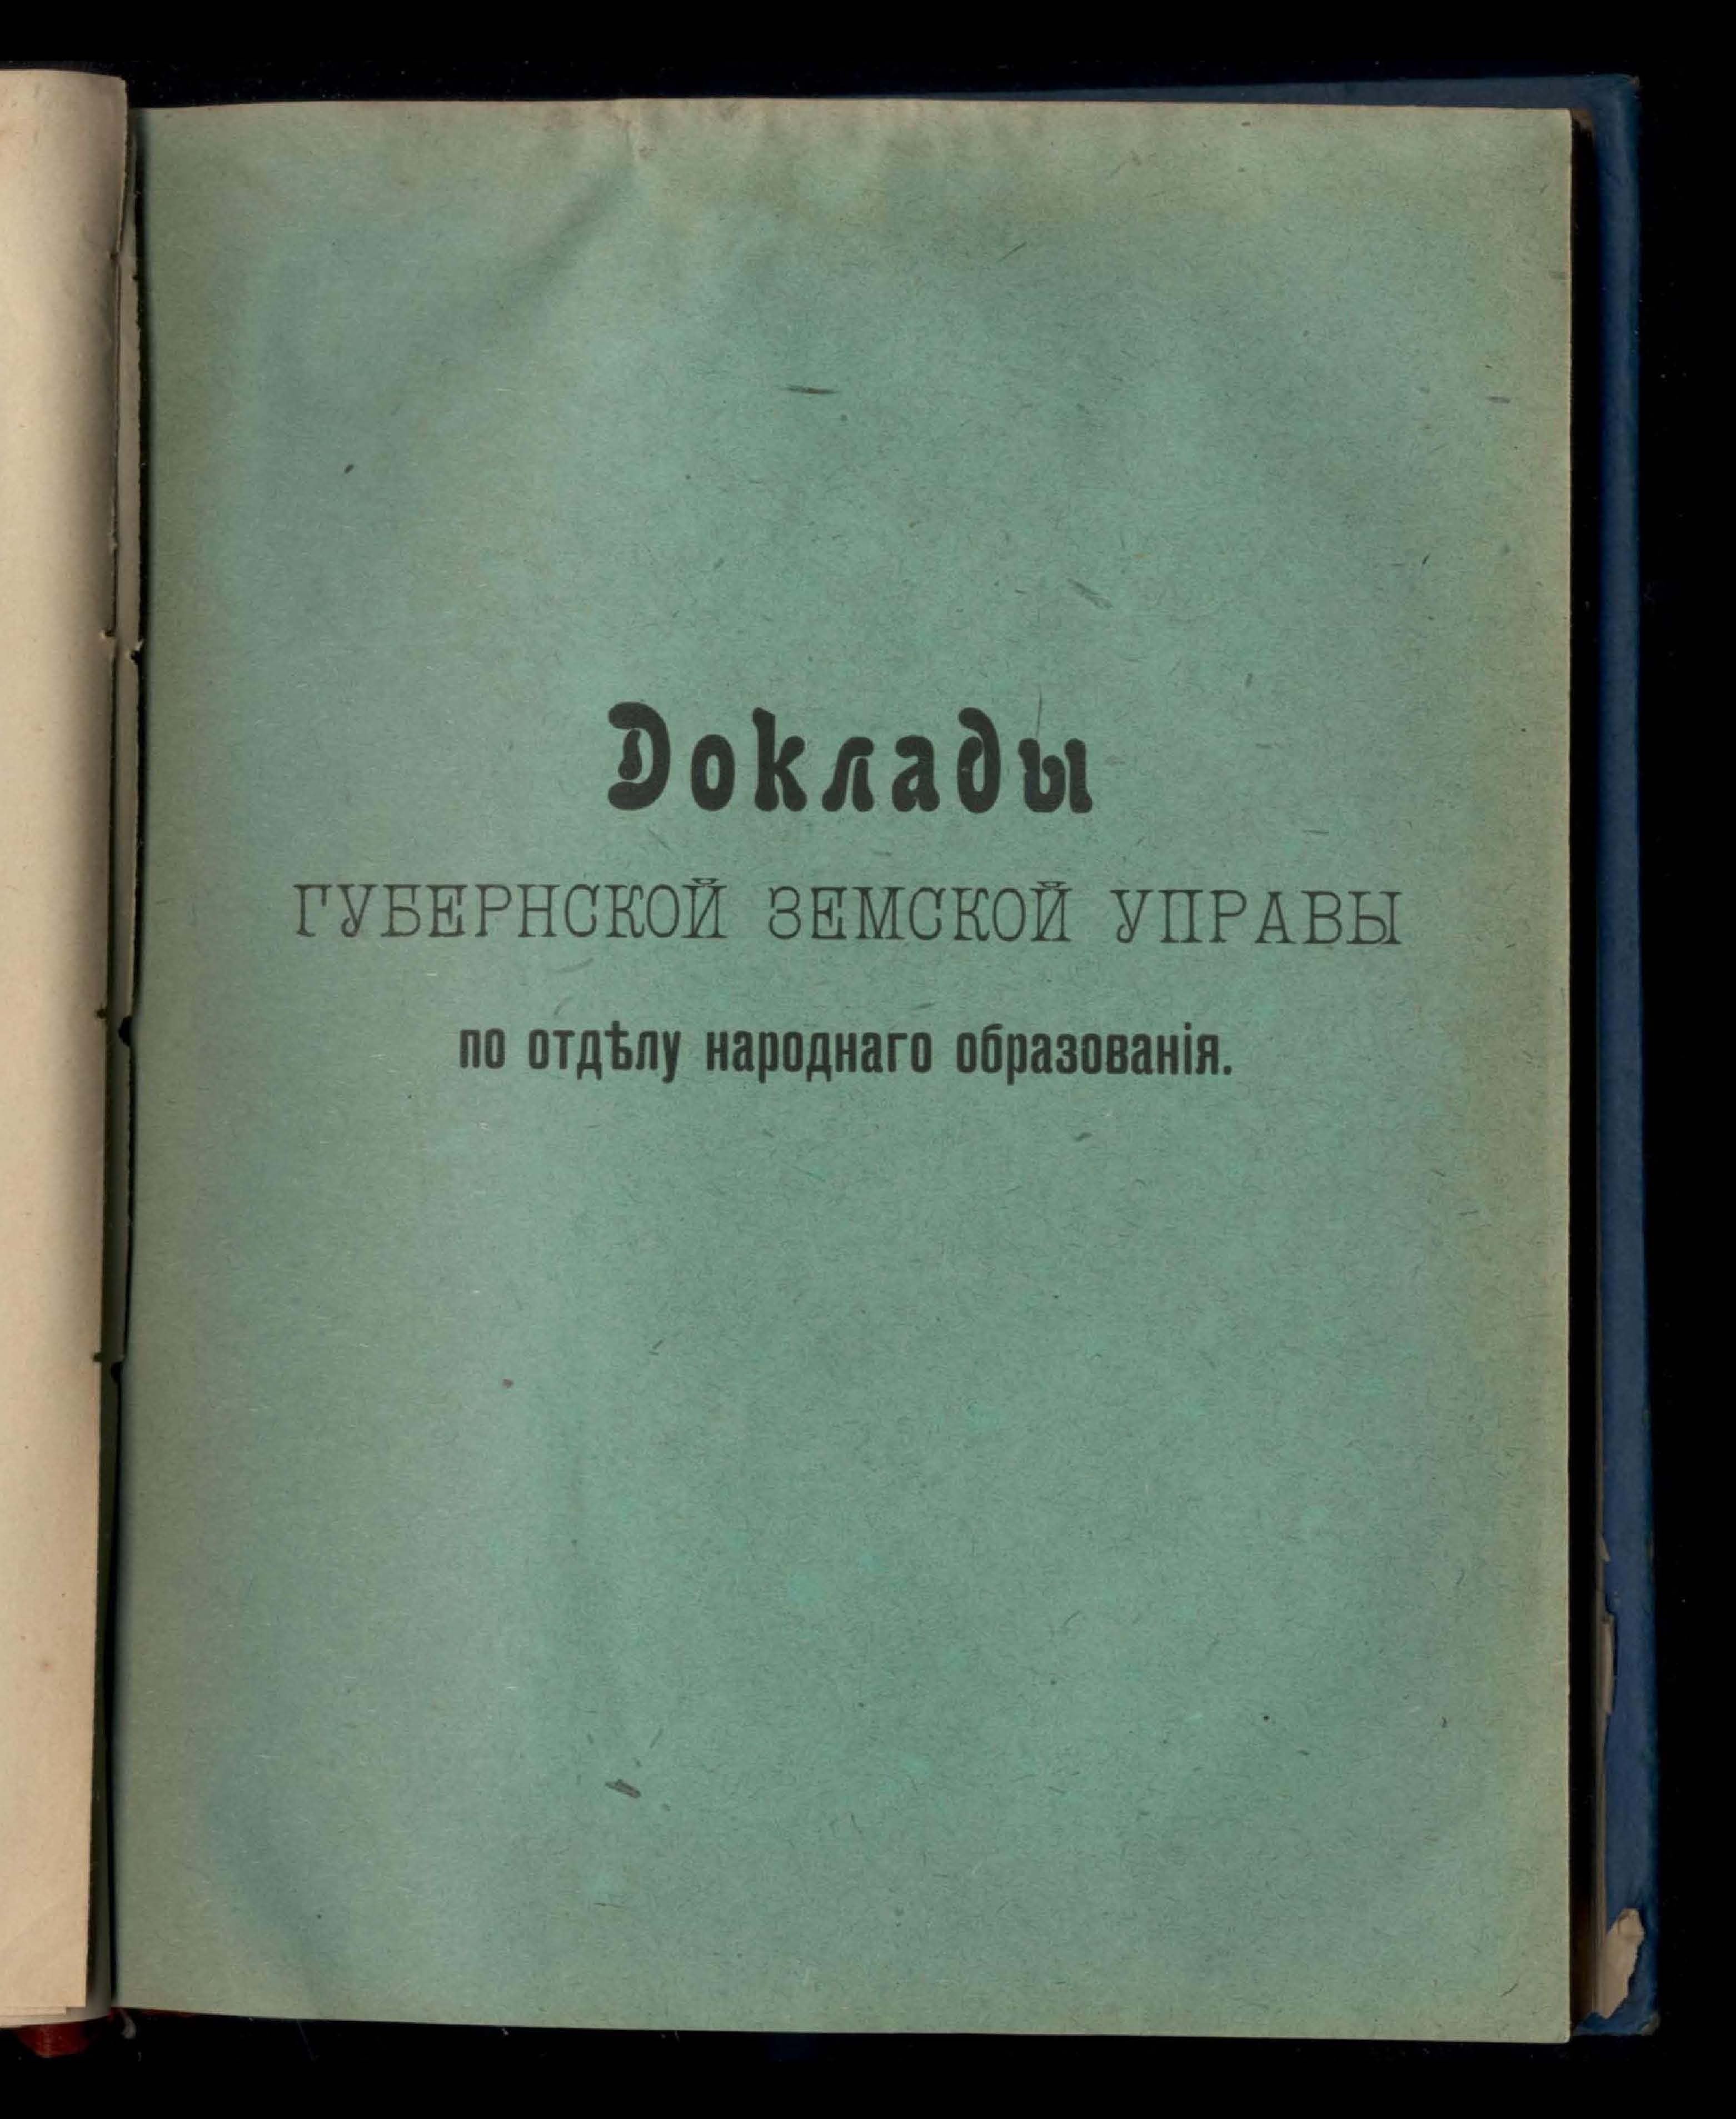 Доклады
ГУБЕРНСКОЙ ЗЕМСКОЙ УПРАВЫ
по отдѣлу народнаго образованія.